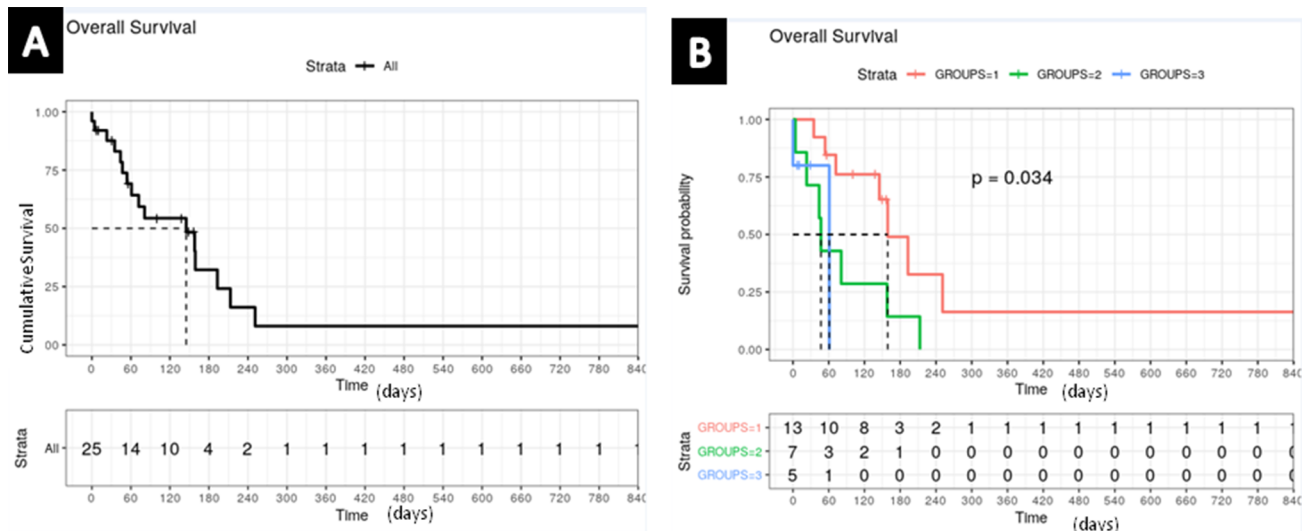 A
Overall Survival
Strata All
1.00
75
50
25
00
CumulativeSurvival
0 60 120 180 240 300 360 420 480 540 600 660 720 780 840
Time (days)
Strata
All 25 14 10 4 2 1 1 1 1 1 1 1 1 1 1
0 60 120 180 240 300 360 420 480 540 600 660 720 780 840
Time (days)
B
Overall Survival
Strata GROUPS=1 GROUPS=2 GROUPS=3
1.00
0.75
0.50
0.25
0.00
Survival probability
p = 0.034
0 60 120 180 240 300 360 420 480 540 600 660 720 780 840
Time (days)
Strata
GROUPS=1 13 10 8 3 2 1 1 1 1 1 1 1 1 1 1
GROUPS=2 7 3 2 1 0 0 0 0 0 0 0 0 0 0 0
GROUPS=3 5 1 0 0 0 0 0 0 0 0 0 0 0 0 0
0 60 120 180 240 300 360 420 480 540 600 660 720 780 840
Time (days)